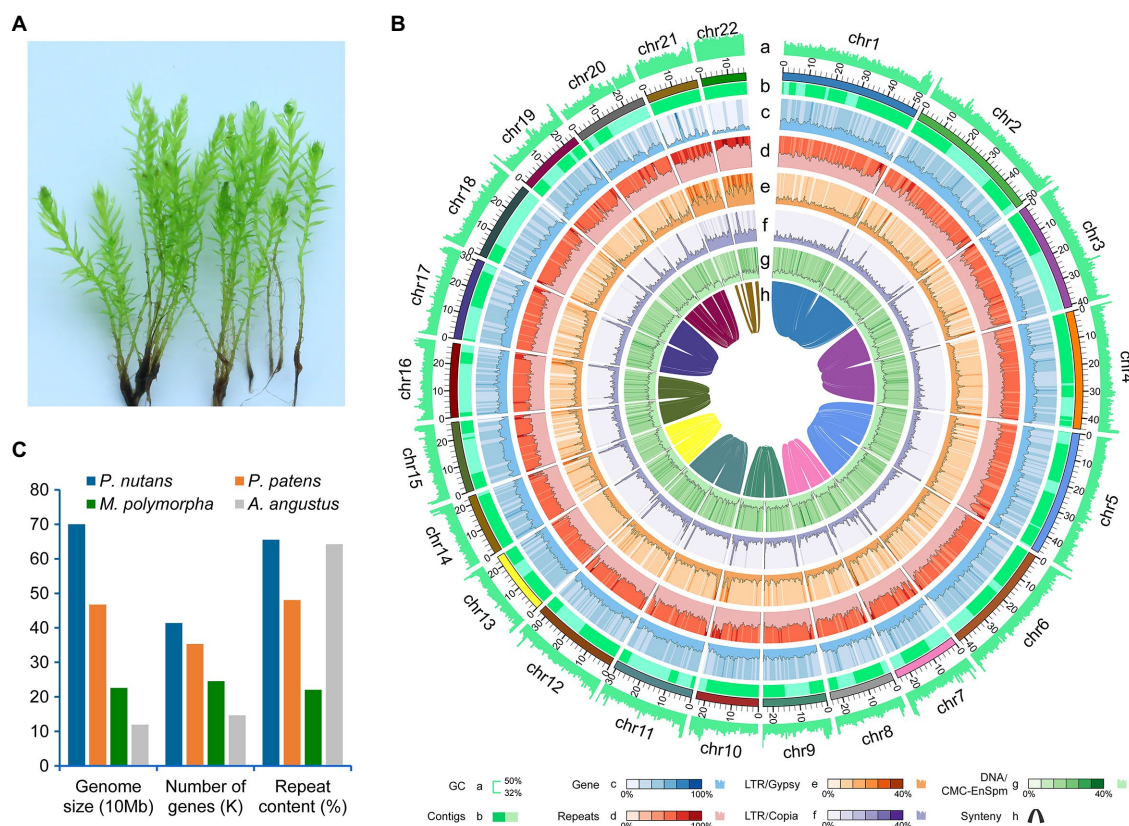 A
B
C
P. nutans
P. patens
M. polymorpha
A. angustus
80
70
60
50
40
30
20
10
0
Genome
size (10Mb)
Number of
genes (K)
Repeat
content (%)
a
b
c
d
e
f
g
h
chr1
chr2
chr3
chr4
chr5
chr6
chr7
chr8
chr9
chr10
chr11
chr12
chr13
chr14
chr15
chr16
chr17
chr18
chr19
chr20
chr21
chr22
GC a 50%
32%
Contigs b
Gene c
0% 100%
Repeats d
0% 100%
LTR/Gypsy e
0% 40%
LTR/Copia f
0% 40%
DNA/
CMC-EnSpm g
0% 40%
Synteny h